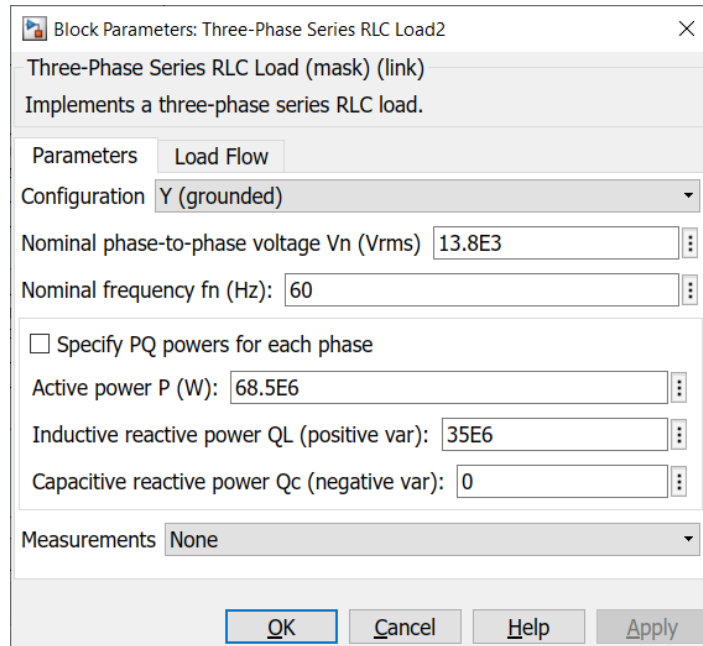 Block Parameters: Three-Phase Series RLC Load2
Three-Phase Series RLC Load (mask) (link)
Implements a three-phase series RLC load.
Parameters Load Flow
Configuration Y (grounded)
Nominal phase-to-phase voltage Vn (Vrms) 13.8E3
Nominal frequency fn (Hz): 60
Specify PQ powers for each phase
Active power P (W): 68.5E6
Inductive reactive power QL (positive var): 35E6
Capacitive reactive power Qc (negative var): 0
Measurements None
OK Cancel Help Apply